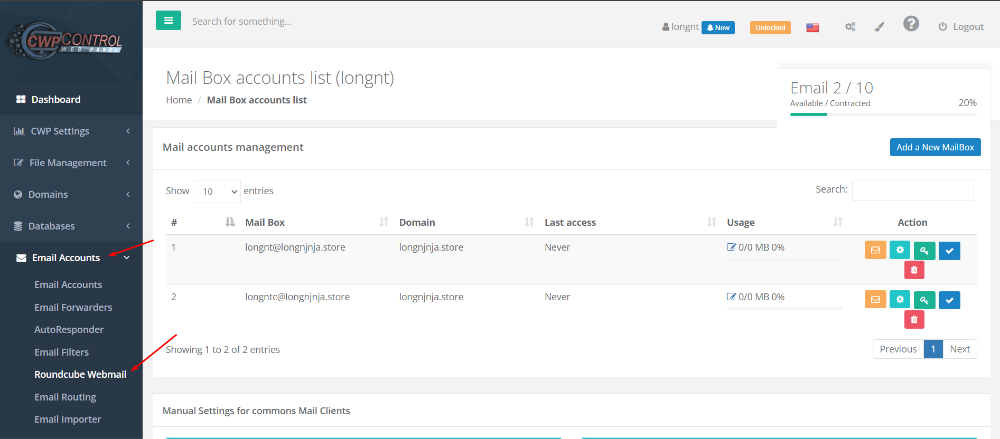 CWP CONTROL
WEB PANEL
Search for something...
longnt New Unlocked Logout
Mail Box accounts list (longnt)
Home / Mail Box accounts list
Email 2 / 10
Available / Contracted 20%
Dashboard
CWP Settings
File Management
Domains
Databases
Email Accounts
Email Accounts
Email Forwarders
AutoResponder
Email Filters
Roundcube Webmail
Email Routing
Email Importer
Mail accounts management Add a New MailBox
Show 10 entries Search:
# Mail Box Domain Last access Usage Action
1 longnt@longnjnja.store longnjnja.store Never 0/0 MB 0%
2 longntc@longnjnja.store longnjnja.store Never 0/0 MB 0%
Showing 1 to 2 of 2 entries Previous 1 Next
Manual Settings for commons Mail Clients